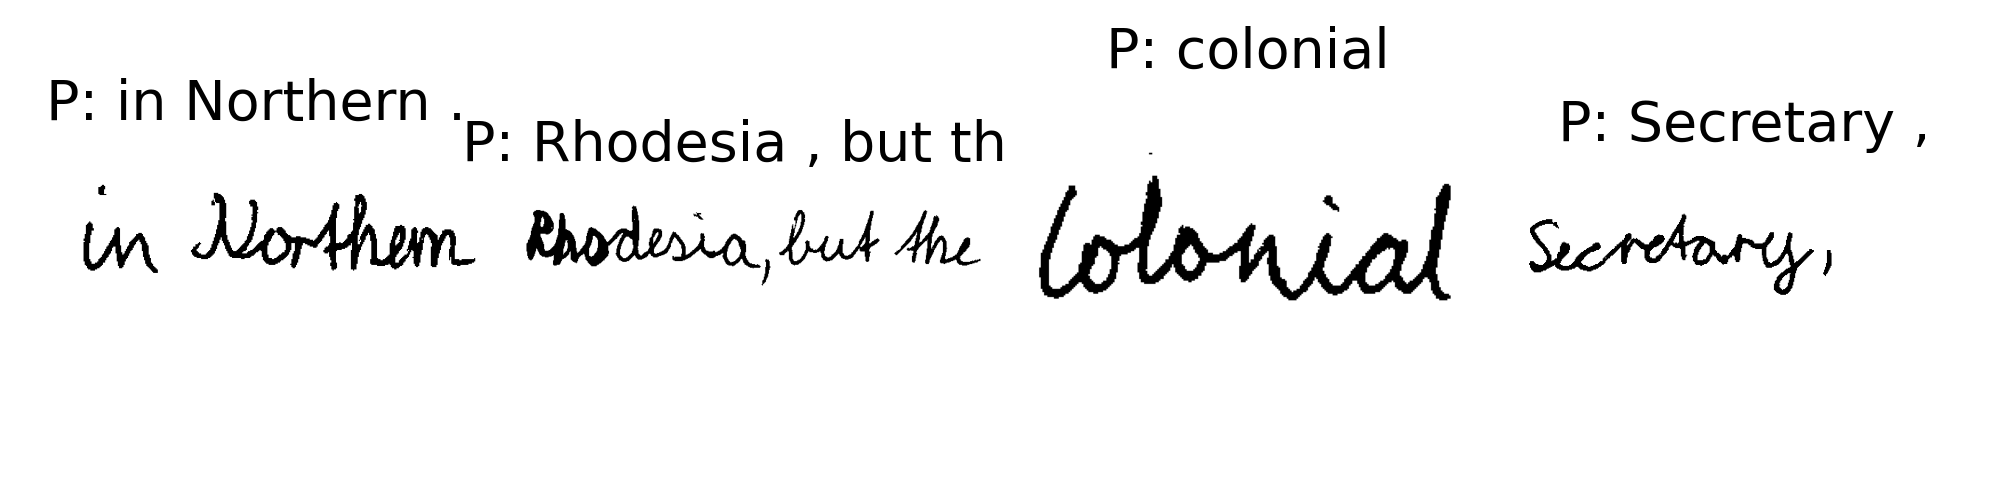 P: colonial
P: in Northern .
P: Rhodesia , but th
P: Secretary ,
in Northern Rhodesia, but the Colonial Secretary,